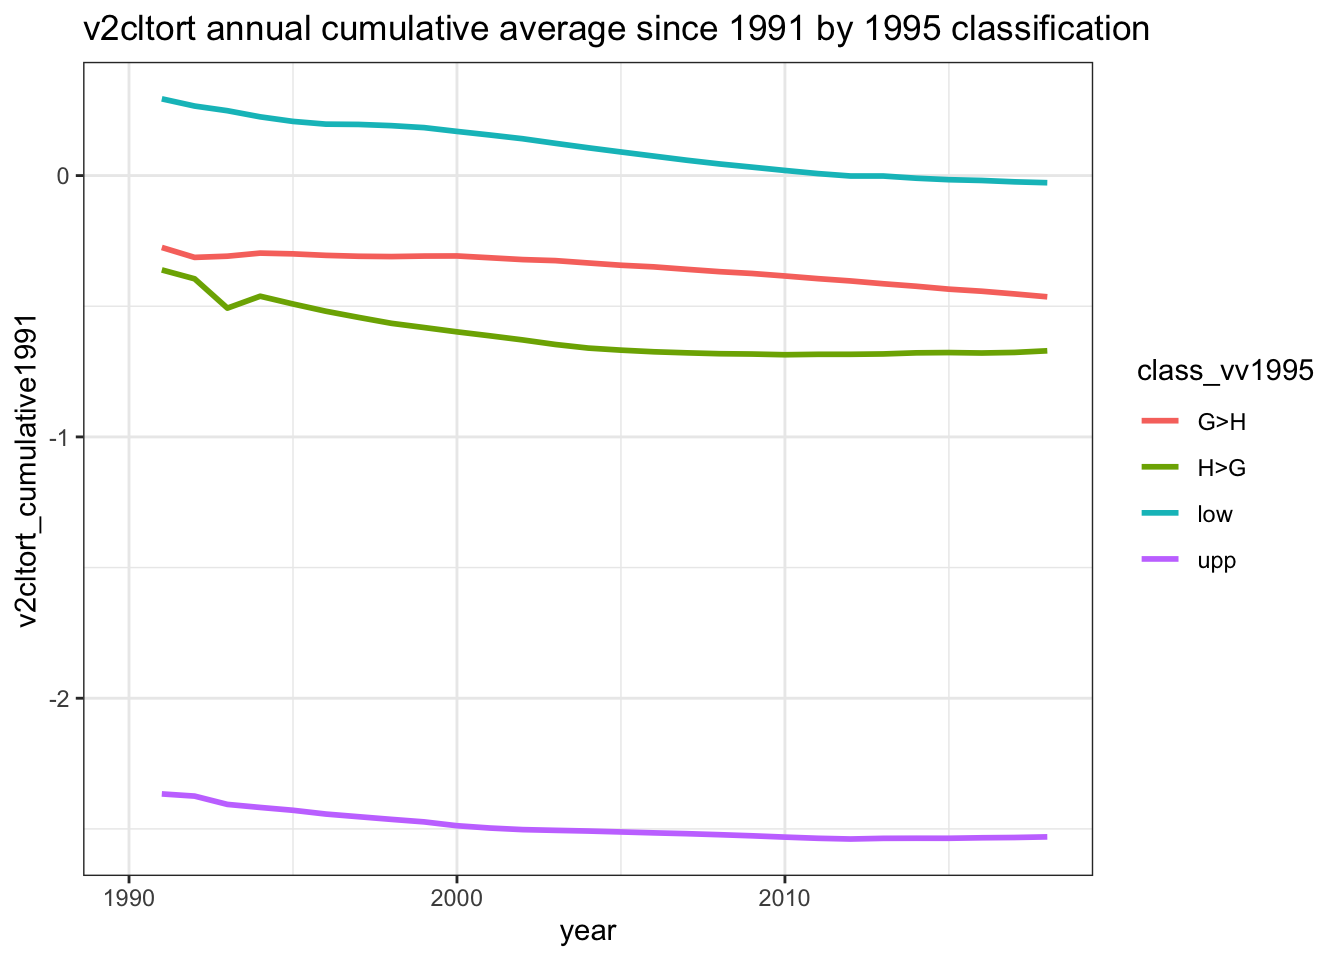 v2cltort annual cumulative average since 1991 by 1995 classification
v2cltort_cumulative1991
0
-1
-2
1990
2000
2010
year
class_vv1995
G>H
H>G
low
upp